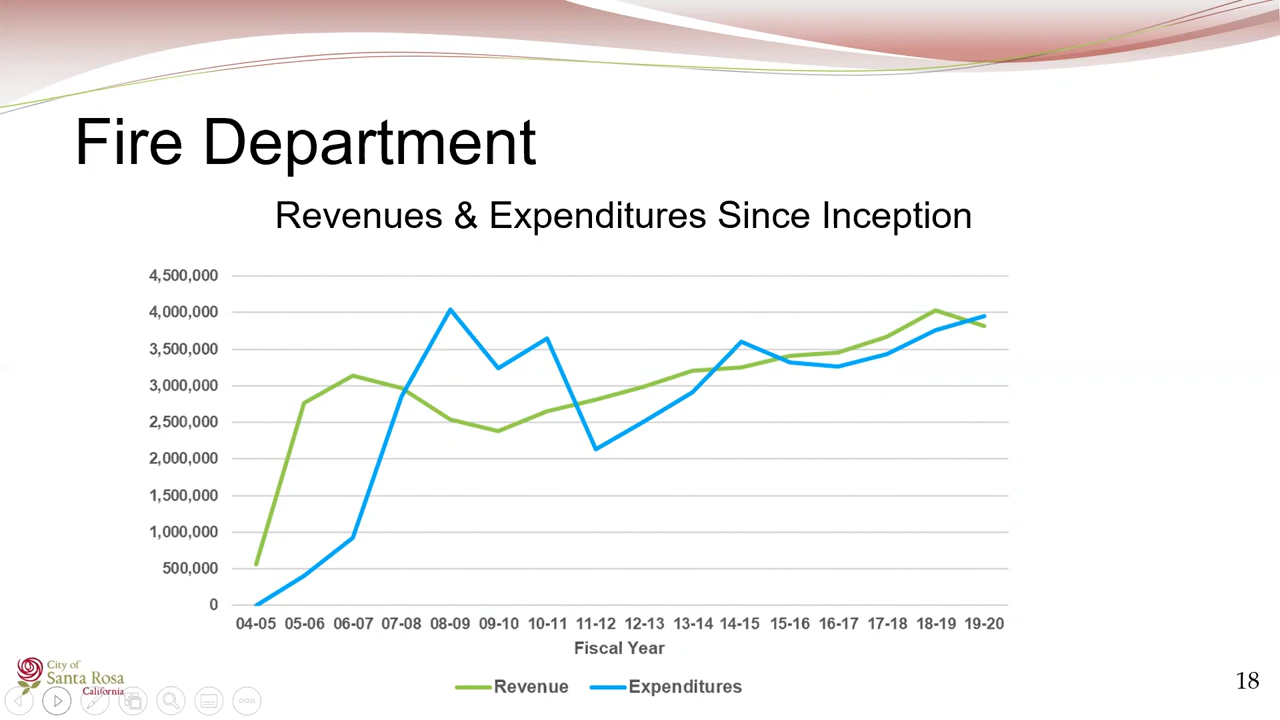 Fire Department
Revenues & Expenditures Since Inception
4,500,000
4,000,000
3,500,000
3,000,000
2,500,000
2,000,000
1,500,000
1,000,000
500,000
0
04-05 05-06 06-07 07-08 08-09 09-10 10-11 11-12 12-13 13-14 14-15 15-16 16-17 17-18 18-19 19-20
Fiscal Year
Revenue Expenditures
City of
Santa Rosa
California
18